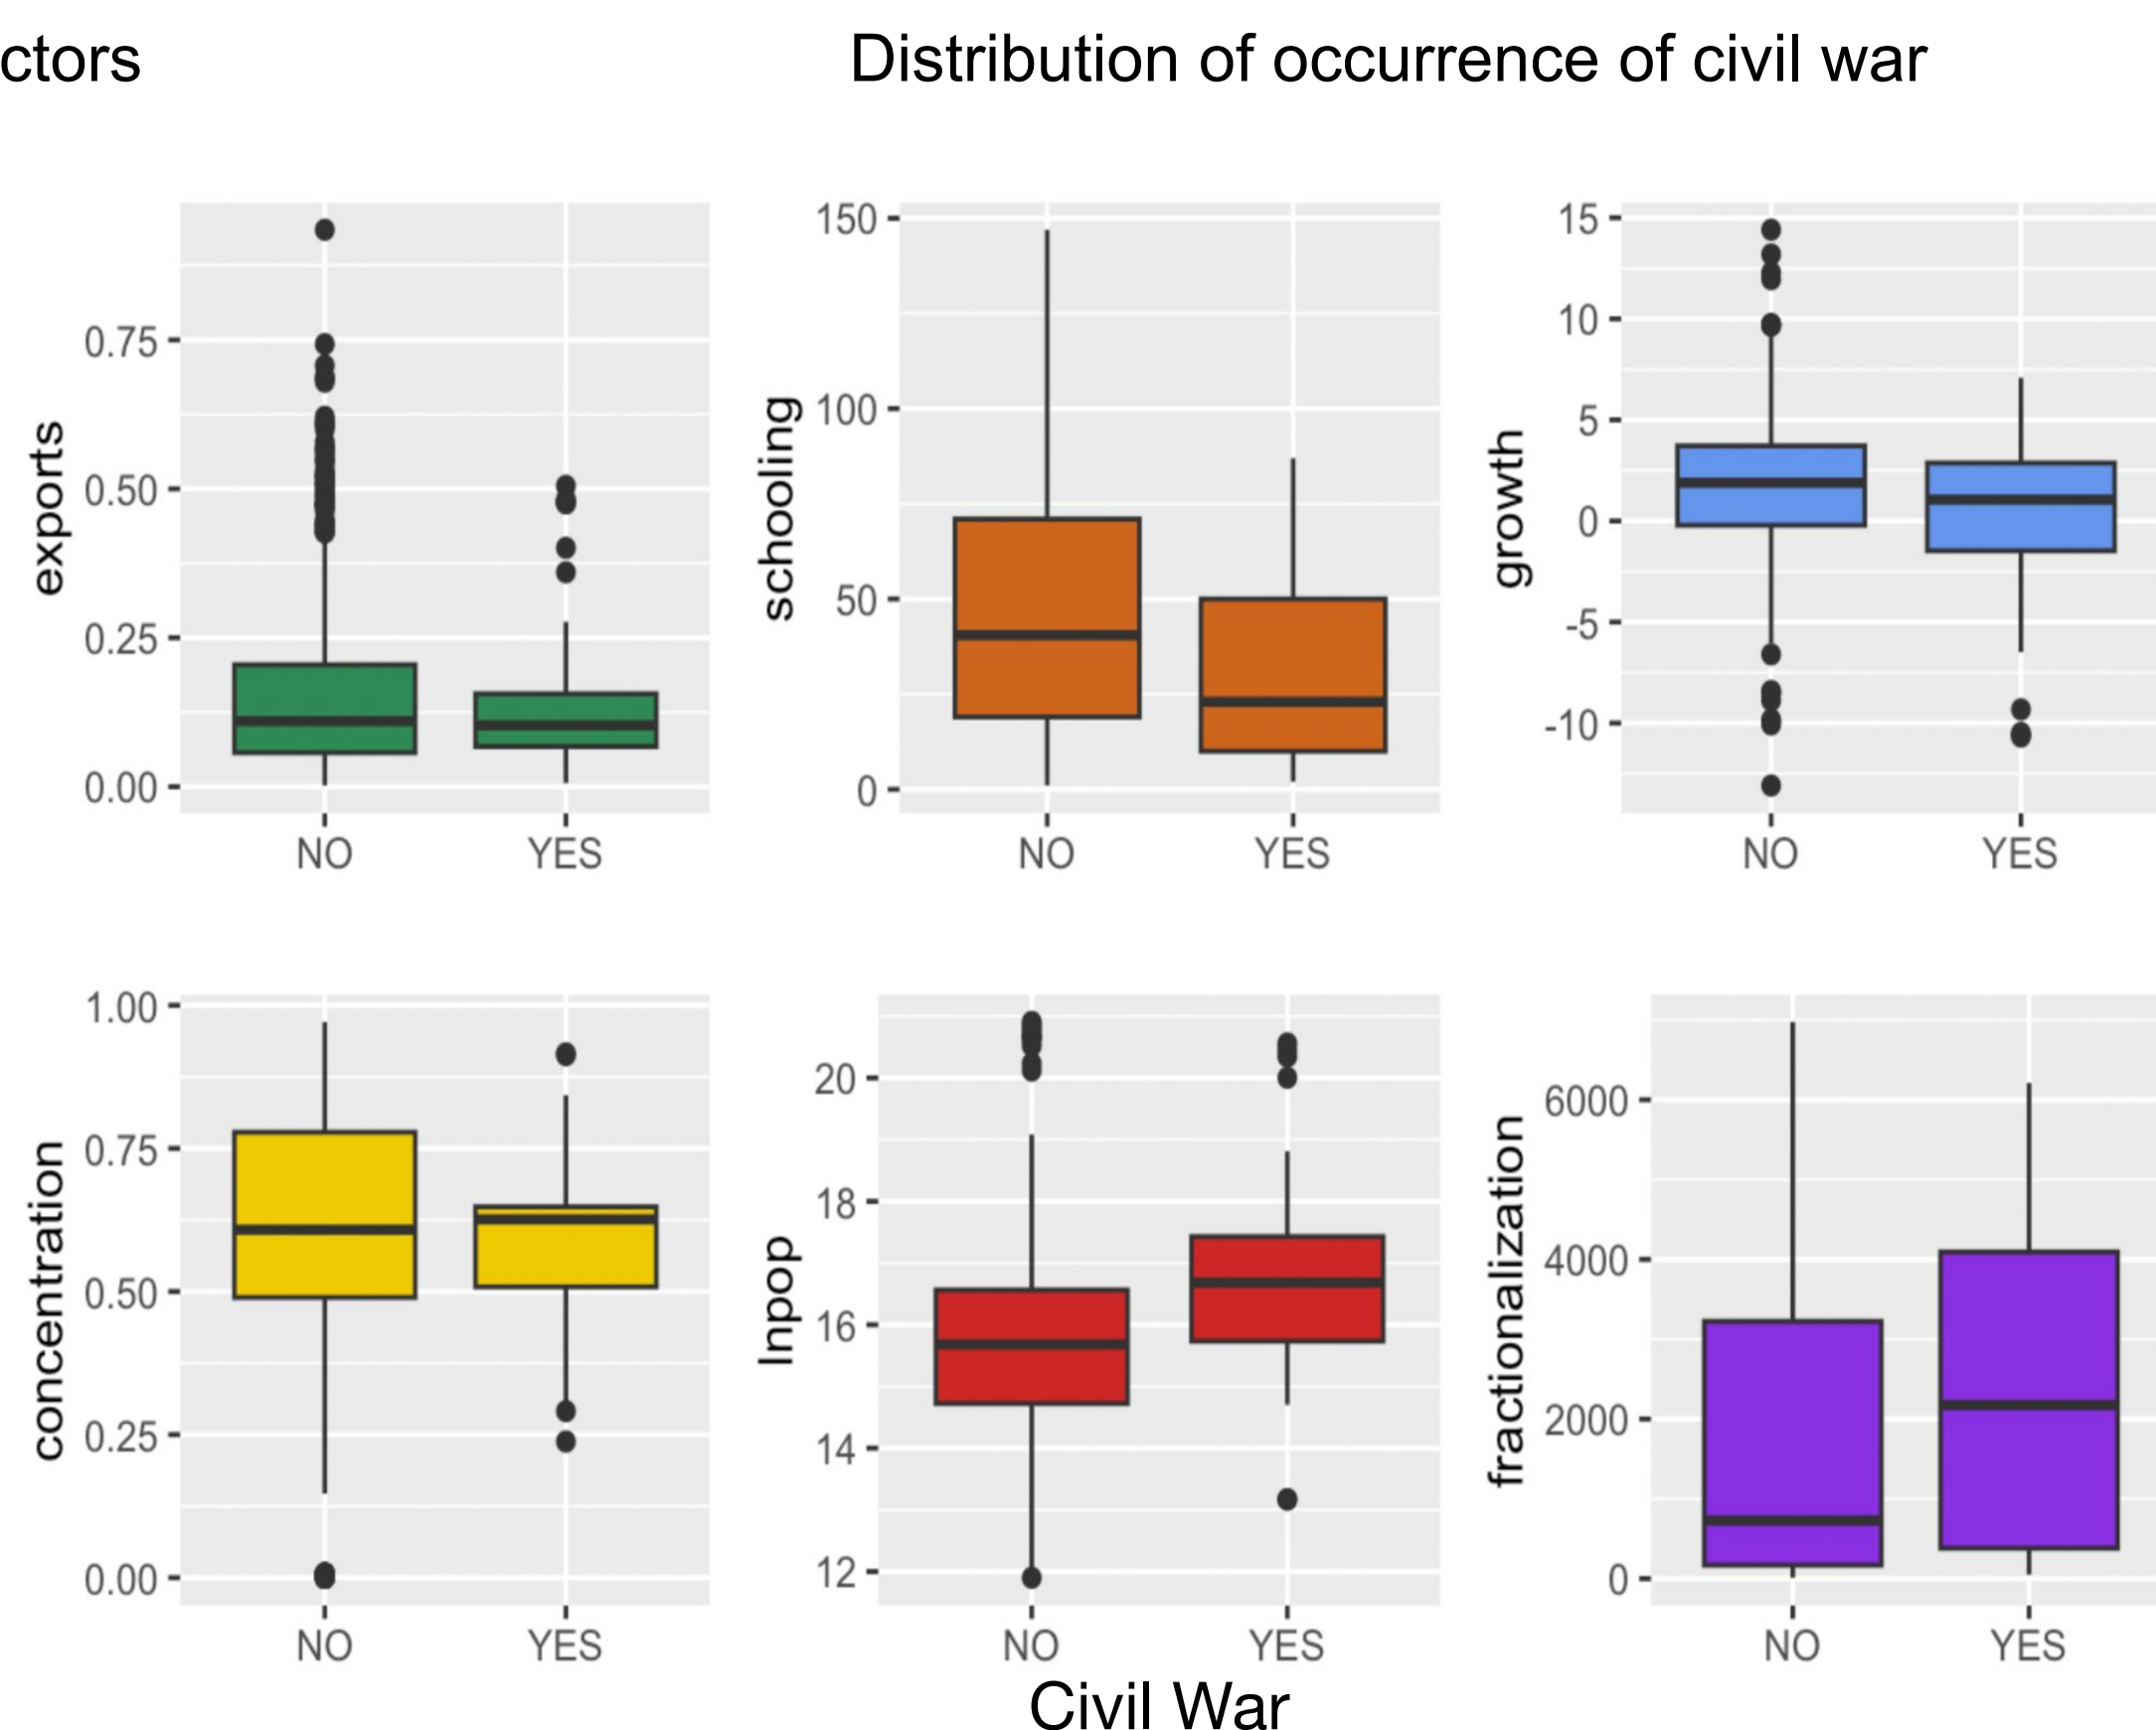 ctors
Distribution of occurrence of civil war
exports
0.75
0.50
0.25
0.00
NO YES
schooling
150
100
50
0
NO YES
growth
15
10
5
0
-5
-10
NO YES
concentration
1.00
0.75
0.50
0.25
0.00
NO YES
lnpop
20
18
16
14
12
NO YES
fractionalization
6000
4000
2000
0
NO YES
Civil War